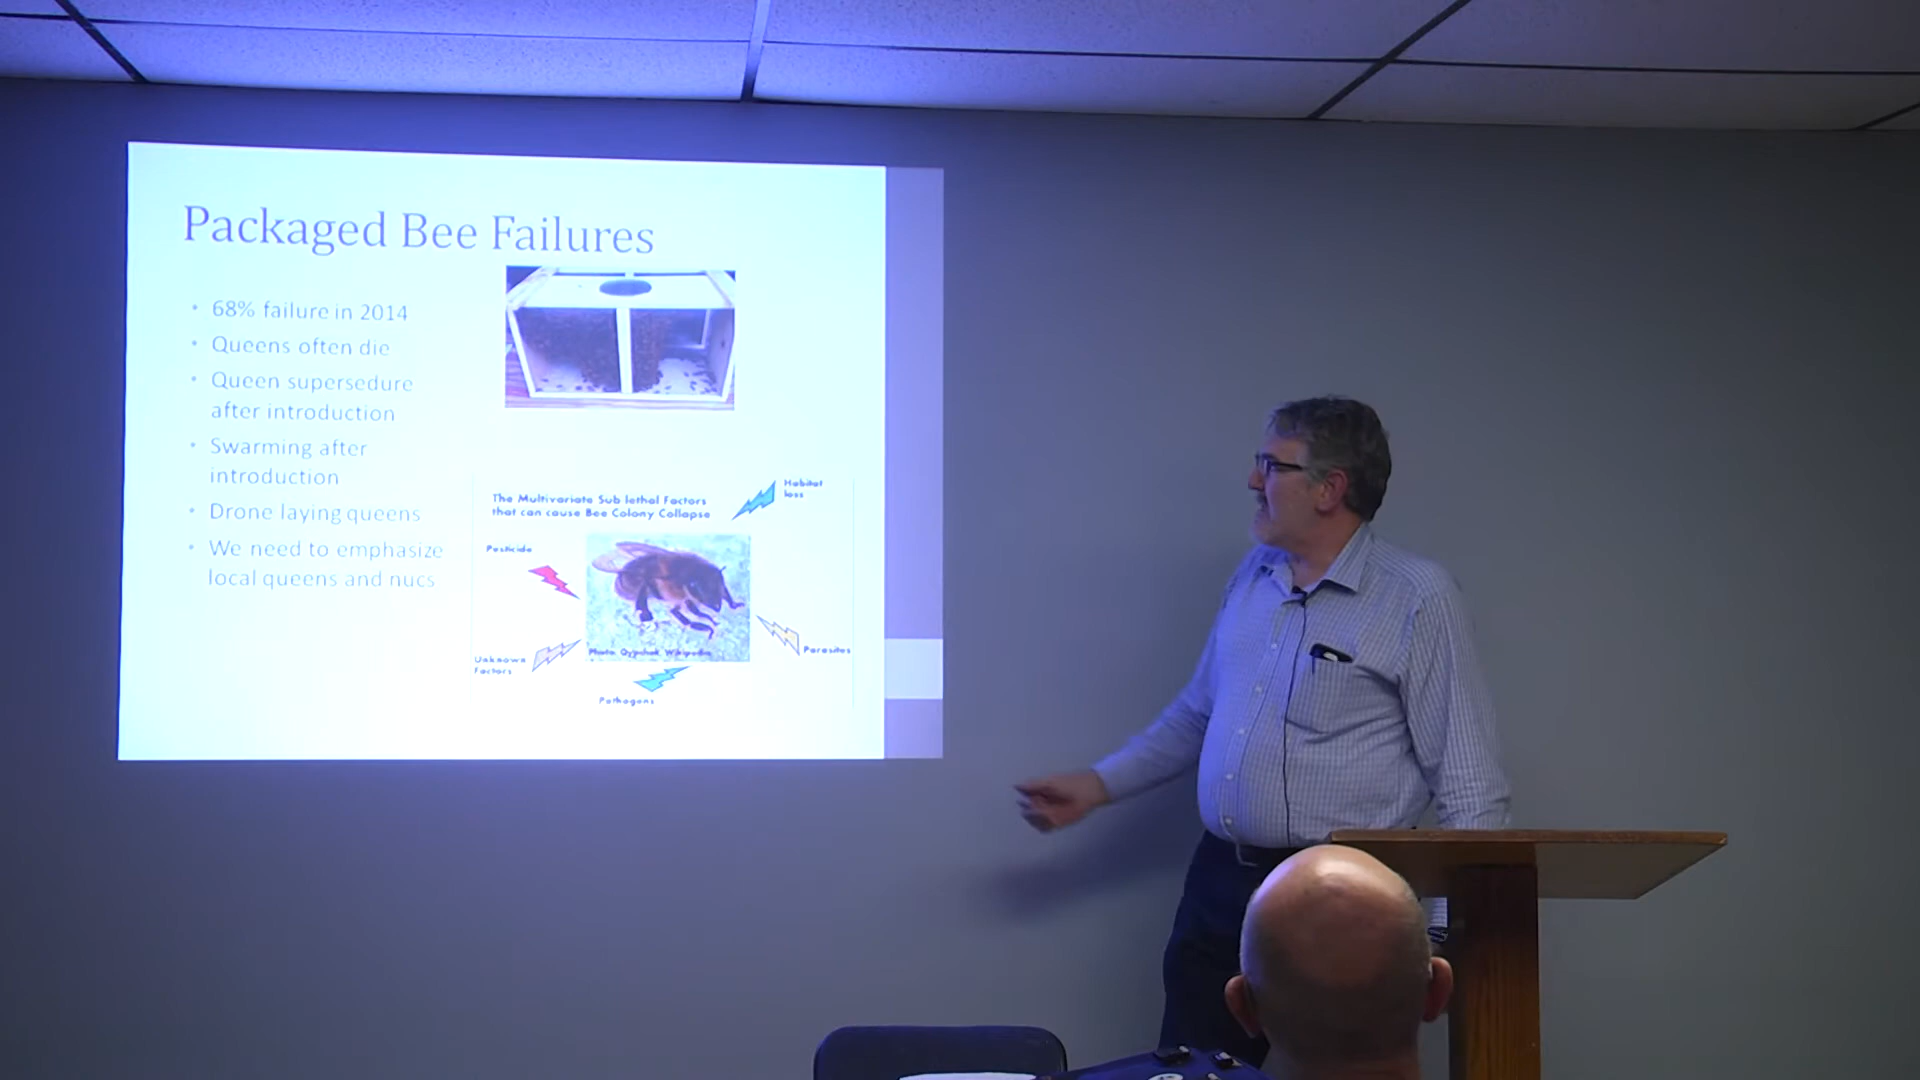 Packaged Bee Failures
• 68% failure in 2014
• Queens often die
• Queen supersedure
after introduction
• Swarming after
introduction
• Drone laying queens
• We need to emphasize
local queens and nucs
The Multivariate Sub lethal Factors
that can cause Bee Colony Collapse
Habitat
loss
Pesticide
Parasites
Unknown
Factors
Photo: Wikipedia
Pathogens